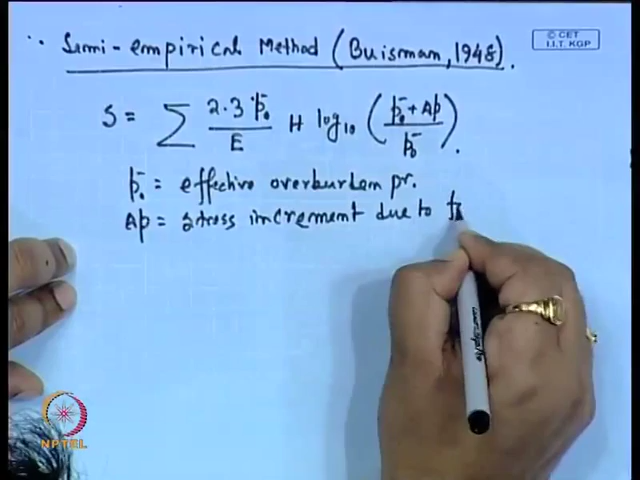 ∴ Semi-empirical Method (Buisman, 1948).
© CET
I.I.T. KGP
S = ∑ 2.3 p̄₀ / E H log₁₀ ( p̄₀ + Δp / p̄₀ ).
p̄₀ = effective overburdem pr.
Δp = stress increment due to
NPTEL